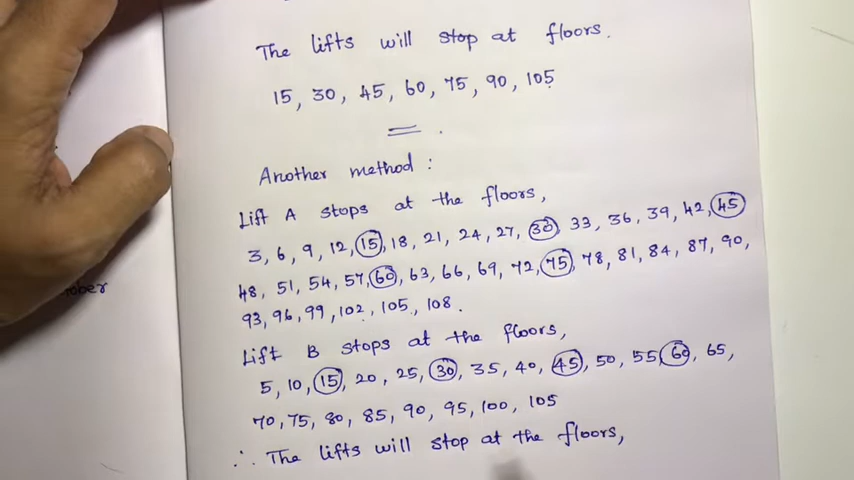 The lifts will stop at floors.
15, 30, 45, 60, 75, 90, 105
Another method :
Lift A stops at the floors,
3, 6, 9, 12, 15, 18, 21, 24, 27, 30, 33, 36, 39, 42, 45
48, 51, 54, 57, 60, 63, 66, 69, 72, 75, 78, 81, 84, 87, 90,
93, 96, 99, 102, 105, 108.
Lift B stops at the floors,
5, 10, 15, 20, 25, 30, 35, 40, 45, 50, 55, 60, 65,
70, 75, 80, 85, 90, 95, 100, 105
∴ The lifts will stop at the floors,